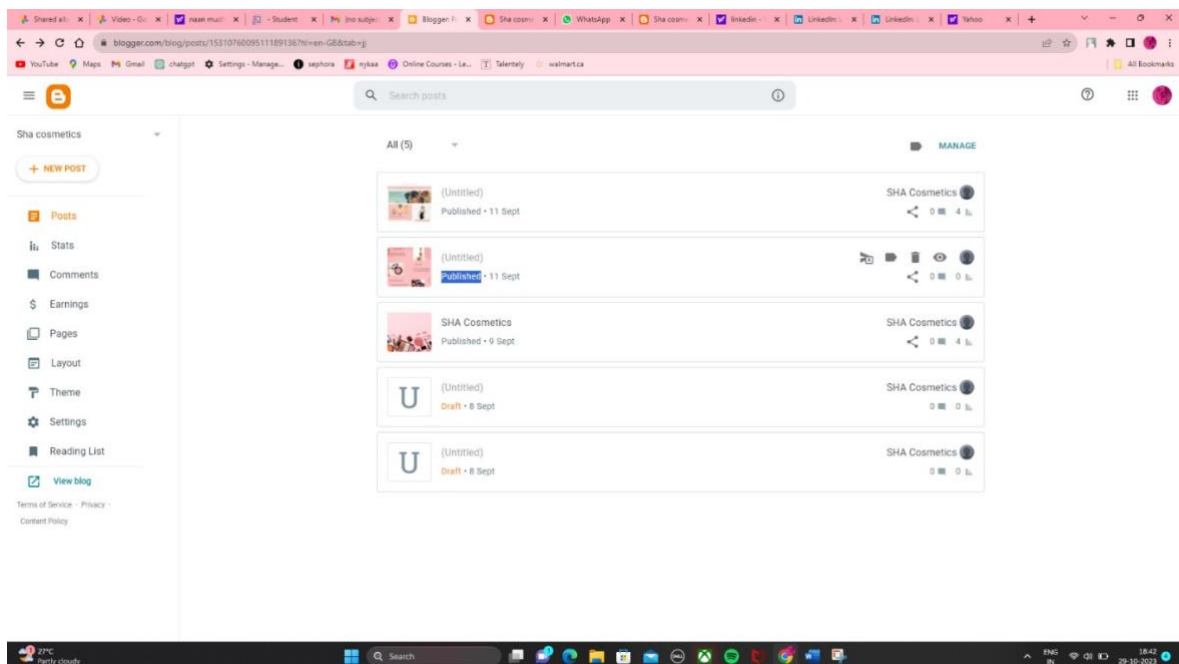 Shared alb
Video - Go
naan mud
- Student
(no subje
Blogger: P
Sha cosme
WhatsApp
Sha cosme
linkedin -
LinkedIn L
LinkedIn L
Yahoo
blogger.com/blog/posts/1531076009511189136?hl=en-GB&tab=jj
YouTube Maps Gmail chatgpt Settings - Manage... sephora nykaa Online Courses - Le... Talentely walmart.ca All Bookmarks
Search posts
Sha cosmetics
NEW POST
Posts
Stats
Comments
Earnings
Pages
Layout
Theme
Settings
Reading List
View blog
Terms of Service · Privacy ·
Content Policy
All (5) MANAGE
(Untitled) SHA Cosmetics
Published • 11 Sept 0 4
(Untitled)
Published • 11 Sept 0 0
SHA Cosmetics SHA Cosmetics
Published • 9 Sept 0 4
U (Untitled) SHA Cosmetics
Draft • 8 Sept 0 0
U (Untitled) SHA Cosmetics
Draft • 8 Sept 0 0
27°C
Partly cloudy
Search
ENG
IN
18:42
29-10-2023